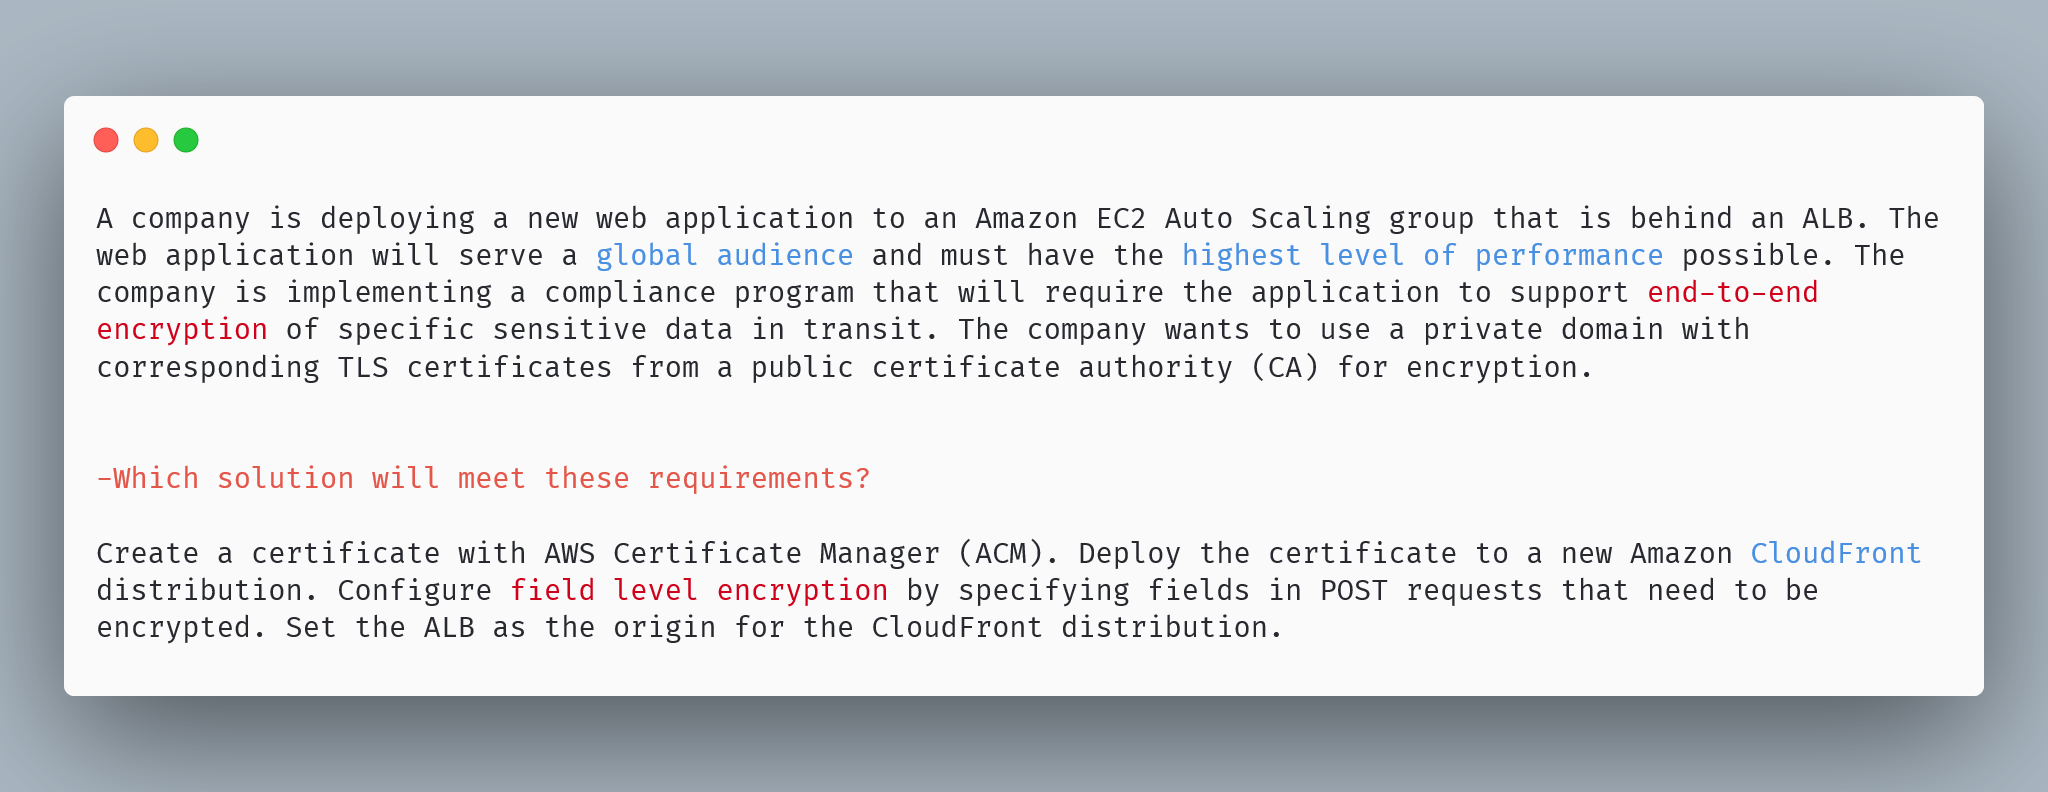 A company is deploying a new web application to an Amazon EC2 Auto Scaling group that is behind an ALB. The
web application will serve a global audience and must have the highest level of performance possible. The
company is implementing a compliance program that will require the application to support end-to-end
encryption of specific sensitive data in transit. The company wants to use a private domain with
corresponding TLS certificates from a public certificate authority (CA) for encryption.
-Which solution will meet these requirements?
Create a certificate with AWS Certificate Manager (ACM). Deploy the certificate to a new Amazon CloudFront
distribution. Configure field level encryption by specifying fields in POST requests that need to be
encrypted. Set the ALB as the origin for the CloudFront distribution.